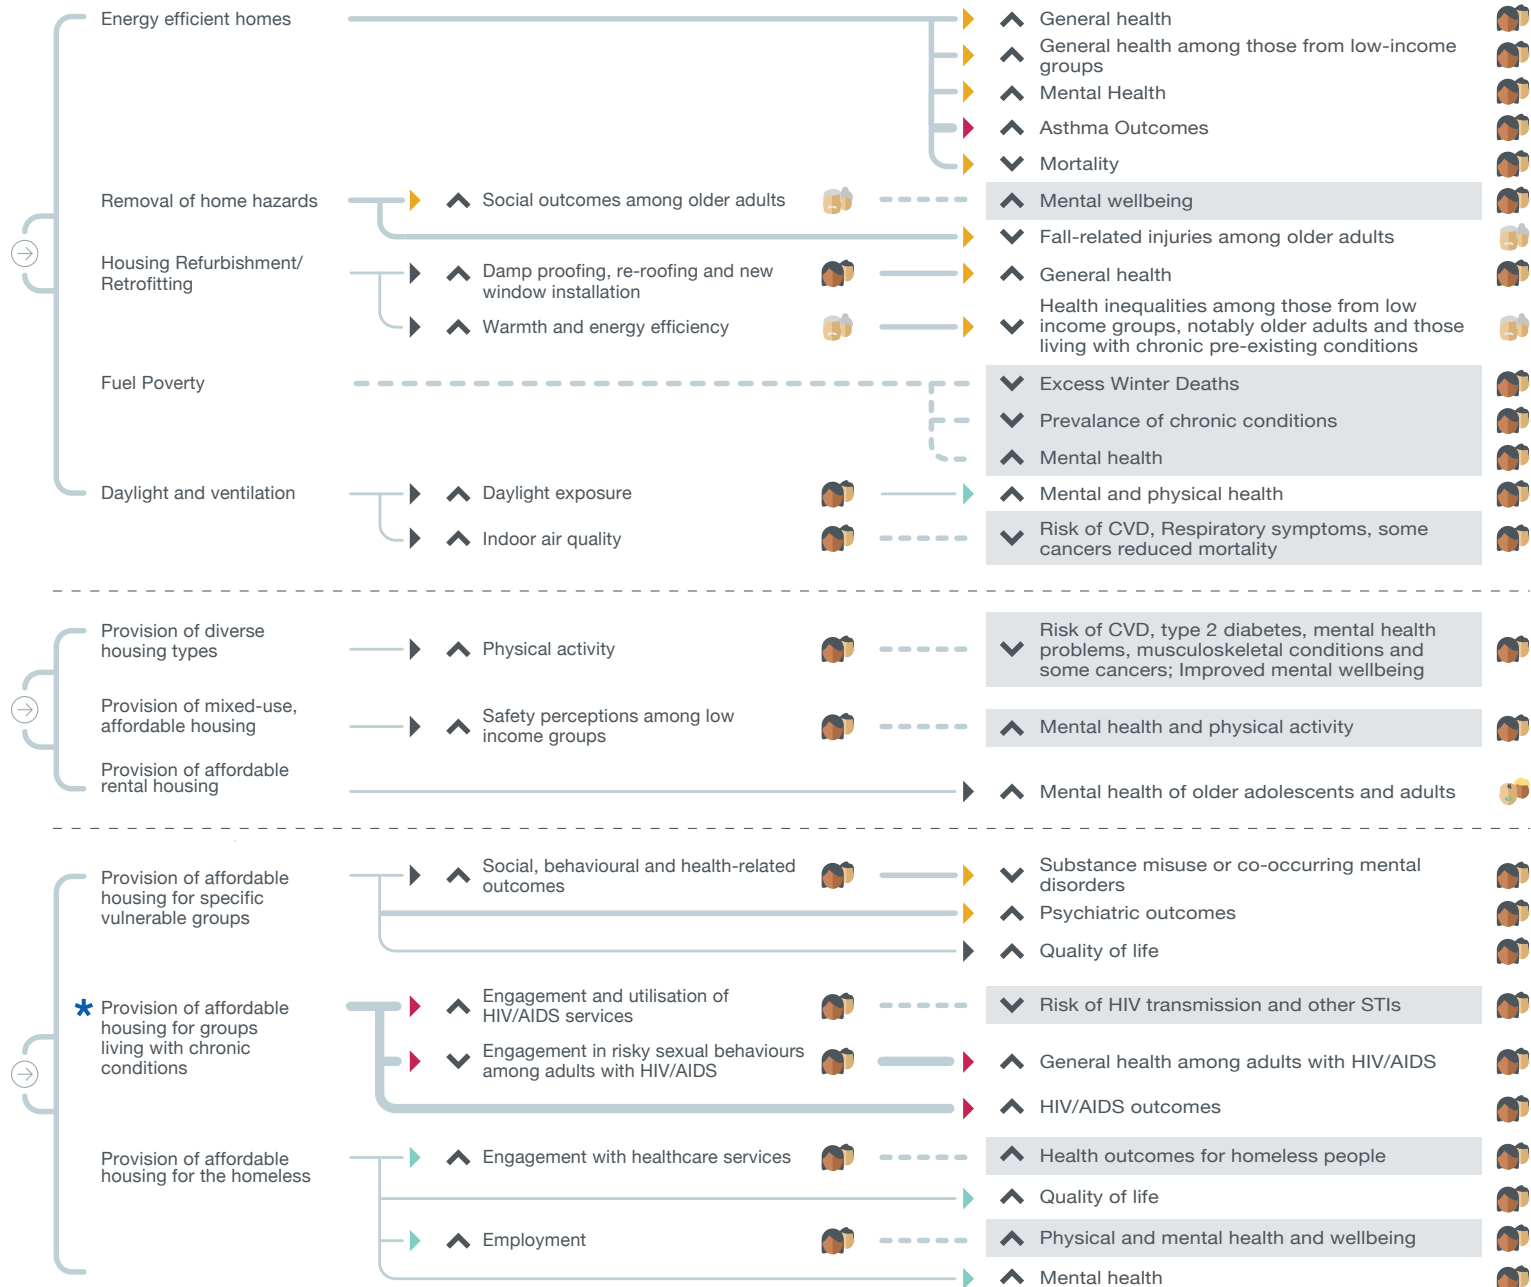 Energy efficient homes
General health
General health among those from low-income
groups
Mental Health
Asthma Outcomes
Mortality
Removal of home hazards
Social outcomes among older adults
Mental wellbeing
Fall-related injuries among older adults
Housing Refurbishment/
Retrofitting
Damp proofing, re-roofing and new
window installation
General health
Warmth and energy efficiency
Health inequalities among those from low
income groups, notably older adults and those
living with chronic pre-existing conditions
Fuel Poverty
Excess Winter Deaths
Prevalance of chronic conditions
Mental health
Daylight and ventilation
Daylight exposure
Mental and physical health
Indoor air quality
Risk of CVD, Respiratory symptoms, some
cancers reduced mortality
Provision of diverse
housing types
Physical activity
Risk of CVD, type 2 diabetes, mental health
problems, musculoskeletal conditions and
some cancers; Improved mental wellbeing
Provision of mixed-use,
affordable housing
Safety perceptions among low
income groups
Mental health and physical activity
Provision of affordable
rental housing
Mental health of older adolescents and adults
Provision of affordable
housing for specific
vulnerable groups
Social, behavioural and health-related
outcomes
Substance misuse or co-occurring mental
disorders
Psychiatric outcomes
Quality of life
* Provision of affordable
housing for groups
living with chronic
conditions
Engagement and utilisation of
HIV/AIDS services
Risk of HIV transmission and other STIs
Engagement in risky sexual behaviours
among adults with HIV/AIDS
General health among adults with HIV/AIDS
HIV/AIDS outcomes
Provision of affordable
housing for the homeless
Engagement with healthcare services
Health outcomes for homeless people
Quality of life
Employment
Physical and mental health and wellbeing
Mental health